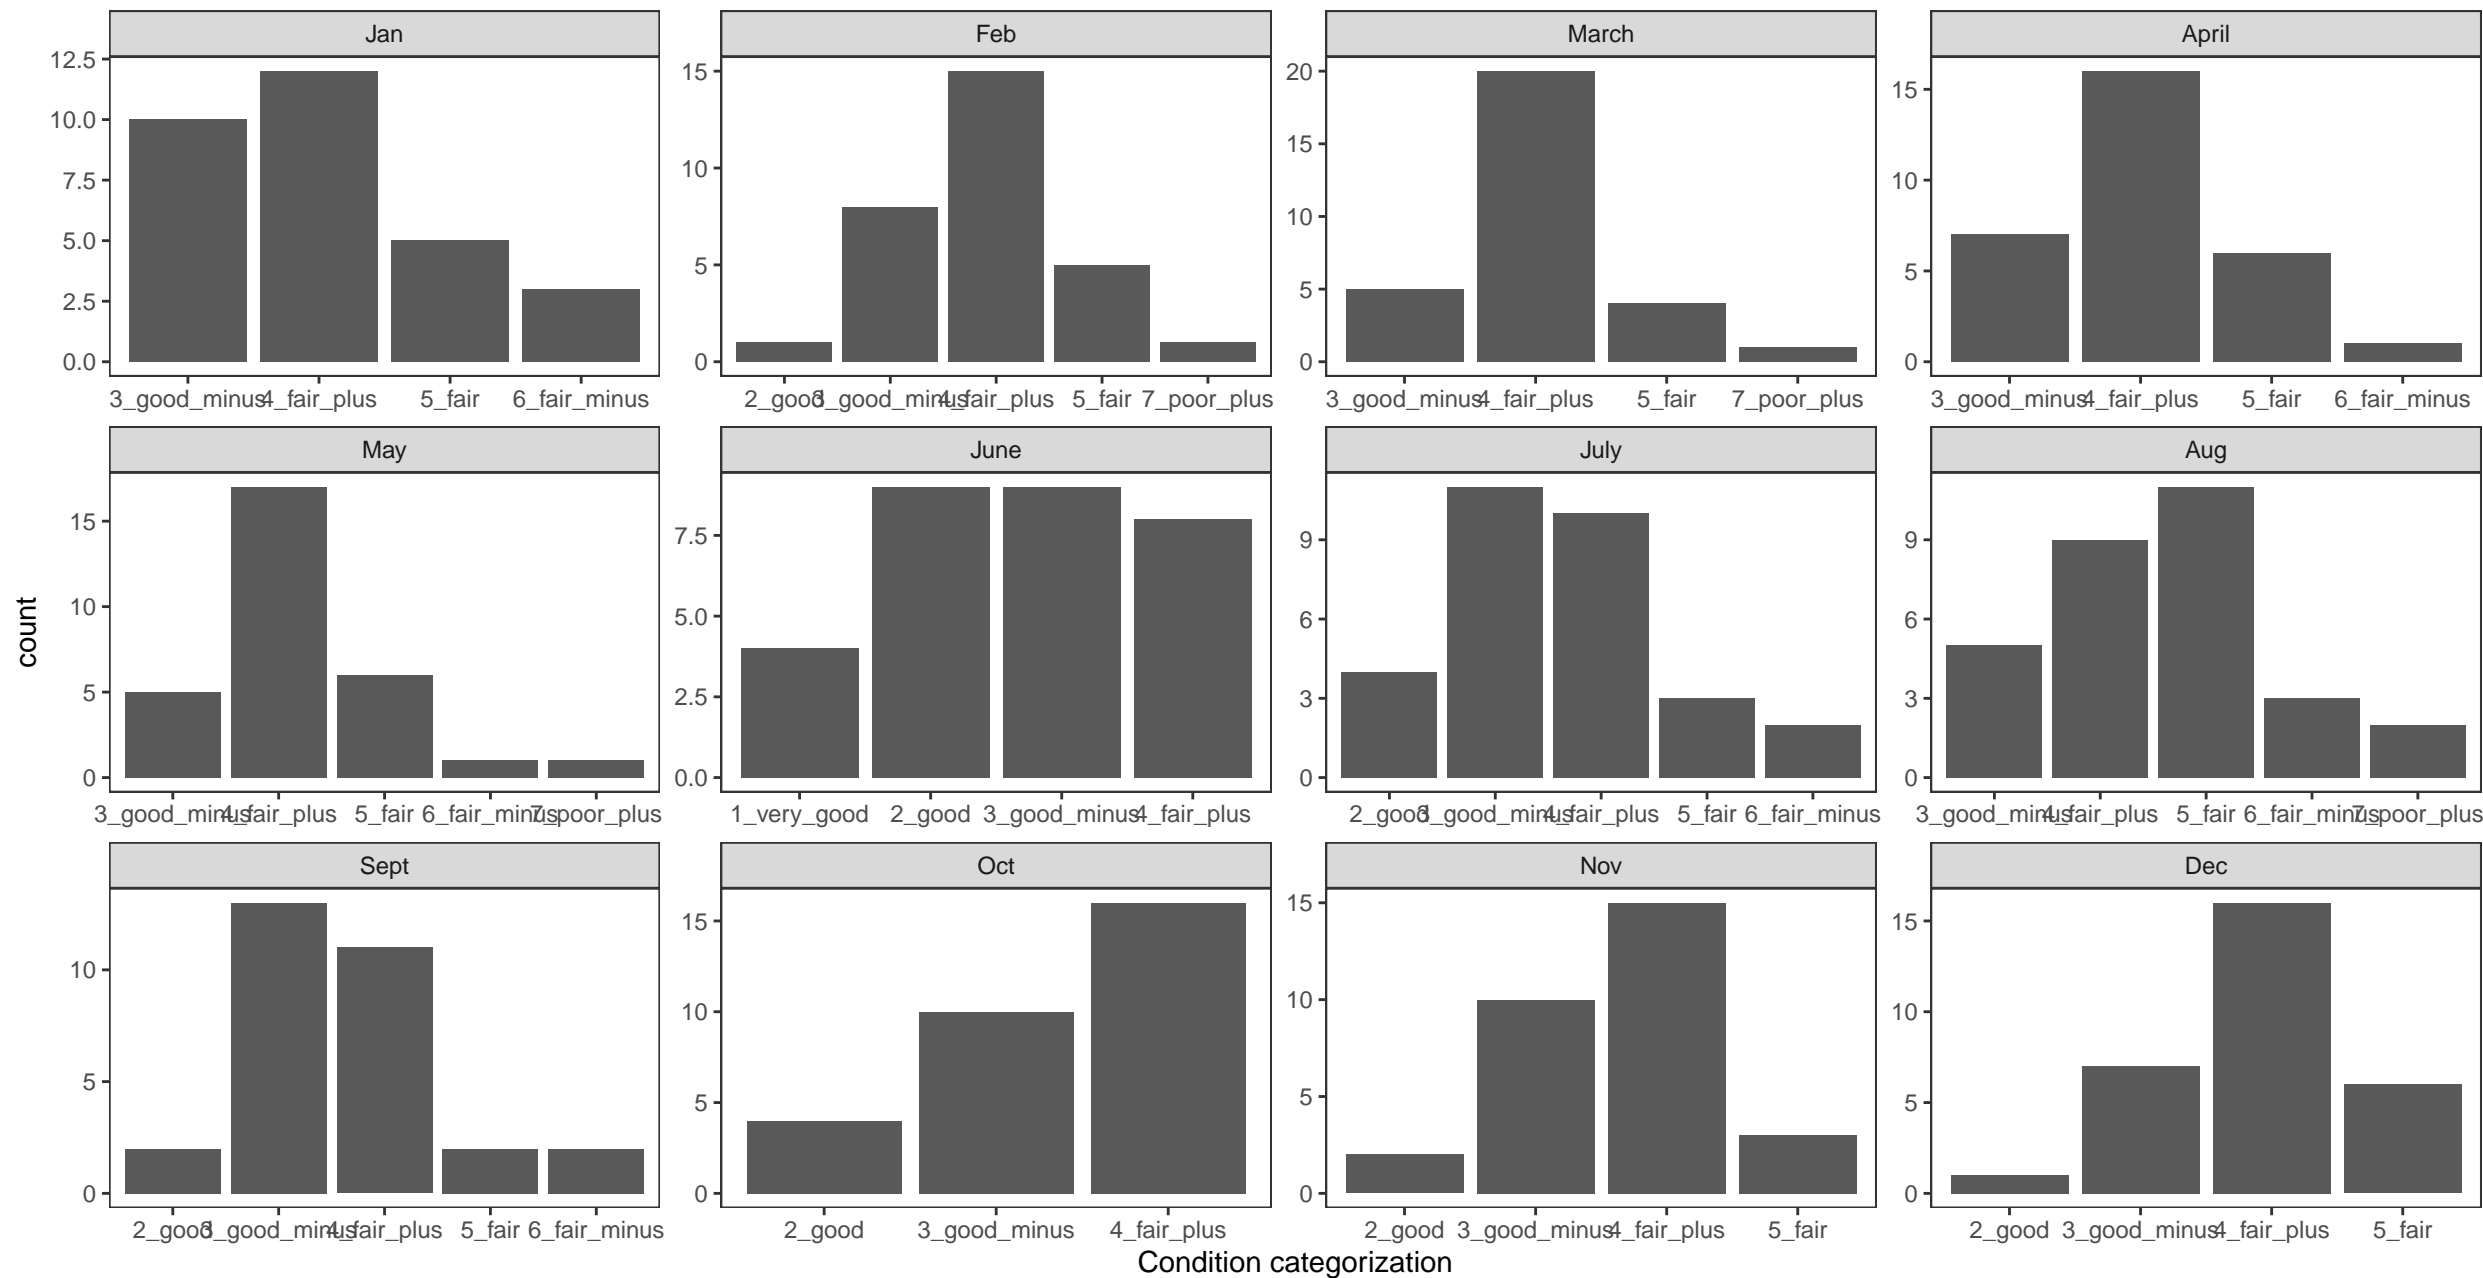 Jan Feb March April
12.5
10.0
7.5
5.0
2.5
0.0
3_good_minus 4_fair_plus 5_fair 6_fair_minus
15
10
5
0
2_good 3_good_minus 4_fair_plus 5_fair 7_poor_plus
20
15
10
5
0
3_good_minus 4_fair_plus 5_fair 7_poor_plus
15
10
5
0
3_good_minus 4_fair_plus 5_fair 6_fair_minus
May June July Aug
15
10
5
0
3_good_minus 4_fair_plus 5_fair 6_fair_minus 7_poor_plus
7.5
5.0
2.5
0.0
1_very_good 2_good 3_good_minus 4_fair_plus
9
6
3
0
2_good 3_good_minus 4_fair_plus 5_fair 6_fair_minus
9
6
3
0
3_good_minus 4_fair_plus 5_fair 6_fair_minus 7_poor_plus
Sept Oct Nov Dec
10
5
0
2_good 3_good_minus 4_fair_plus 5_fair 6_fair_minus
15
10
5
0
2_good 3_good_minus 4_fair_plus
15
10
5
0
2_good 3_good_minus 4_fair_plus 5_fair
15
10
5
0
2_good 3_good_minus 4_fair_plus 5_fair
count
Condition categorization